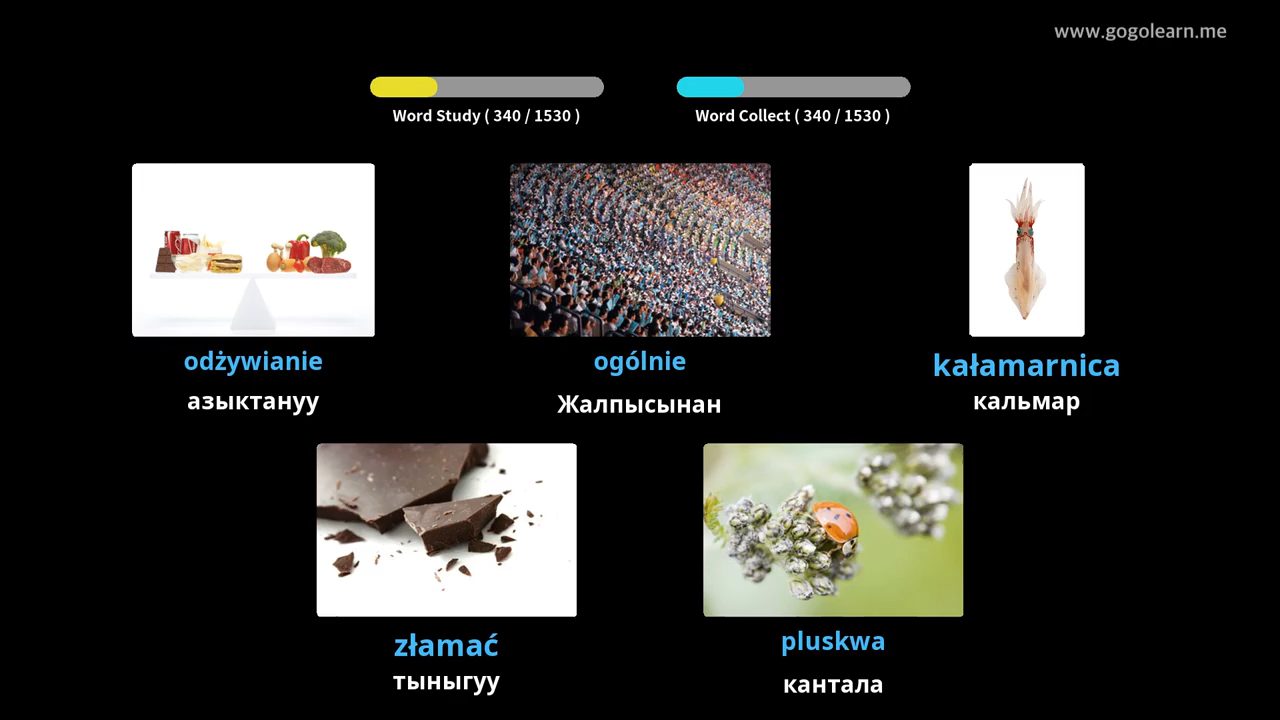 www.gogolearn.me
Word Study ( 340 / 1530 )
Word Collect ( 340 / 1530 )
odżywianie
азыктануу
ogólnie
Жалпысынан
kałamarnica
кальмар
złamać
тыныгуу
pluskwa
кантала